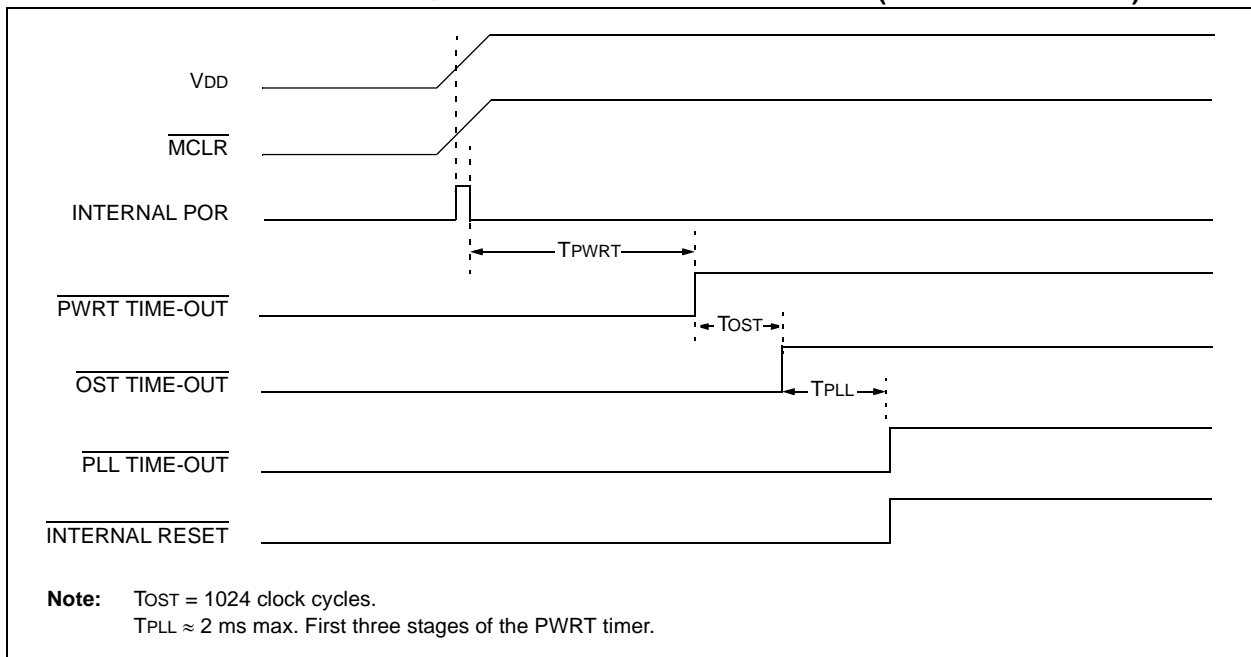 VDD
MCLR
INTERNAL POR
TPWRT
PWRT TIME-OUT
TOST
OST TIME-OUT
TPLL
PLL TIME-OUT
INTERNAL RESET
Note: TOST = 1024 clock cycles.
TPLL ≈ 2 ms max. First three stages of the PWRT timer.